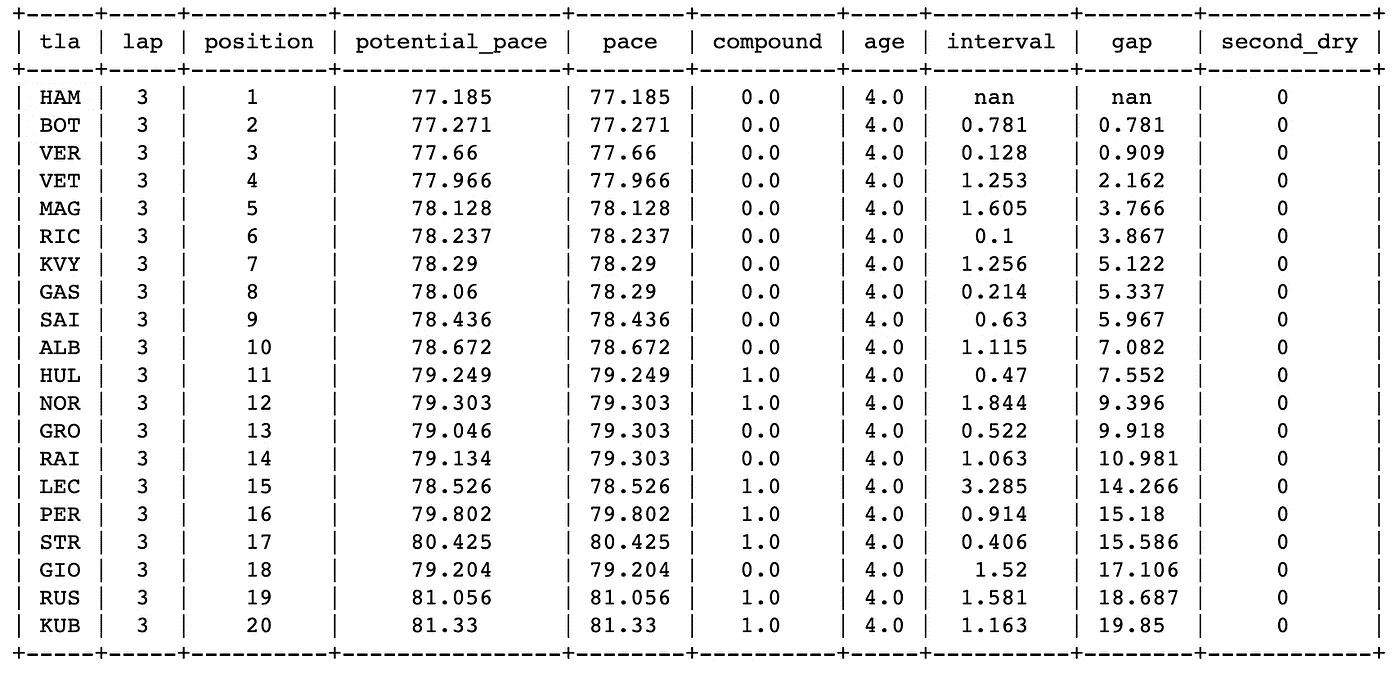 +-----+-----+----------+----------------+--------+----------+-----+----------+--------+------------+
| tla | lap | position | potential_pace | pace | compound | age | interval | gap | second_dry |
+-----+-----+----------+----------------+--------+----------+-----+----------+--------+------------+
| HAM | 3 | 1 | 77.185 | 77.185 | 0.0 | 4.0 | nan | nan | 0 |
| BOT | 3 | 2 | 77.271 | 77.271 | 0.0 | 4.0 | 0.781 | 0.781 | 0 |
| VER | 3 | 3 | 77.66 | 77.66 | 0.0 | 4.0 | 0.128 | 0.909 | 0 |
| VET | 3 | 4 | 77.966 | 77.966 | 0.0 | 4.0 | 1.253 | 2.162 | 0 |
| MAG | 3 | 5 | 78.128 | 78.128 | 0.0 | 4.0 | 1.605 | 3.766 | 0 |
| RIC | 3 | 6 | 78.237 | 78.237 | 0.0 | 4.0 | 0.1 | 3.867 | 0 |
| KVY | 3 | 7 | 78.29 | 78.29 | 0.0 | 4.0 | 1.256 | 5.122 | 0 |
| GAS | 3 | 8 | 78.06 | 78.29 | 0.0 | 4.0 | 0.214 | 5.337 | 0 |
| SAI | 3 | 9 | 78.436 | 78.436 | 0.0 | 4.0 | 0.63 | 5.967 | 0 |
| ALB | 3 | 10 | 78.672 | 78.672 | 0.0 | 4.0 | 1.115 | 7.082 | 0 |
| HUL | 3 | 11 | 79.249 | 79.249 | 1.0 | 4.0 | 0.47 | 7.552 | 0 |
| NOR | 3 | 12 | 79.303 | 79.303 | 1.0 | 4.0 | 1.844 | 9.396 | 0 |
| GRO | 3 | 13 | 79.046 | 79.303 | 0.0 | 4.0 | 0.522 | 9.918 | 0 |
| RAI | 3 | 14 | 79.134 | 79.303 | 0.0 | 4.0 | 1.063 | 10.981 | 0 |
| LEC | 3 | 15 | 78.526 | 78.526 | 1.0 | 4.0 | 3.285 | 14.266 | 0 |
| PER | 3 | 16 | 79.802 | 79.802 | 1.0 | 4.0 | 0.914 | 15.18 | 0 |
| STR | 3 | 17 | 80.425 | 80.425 | 1.0 | 4.0 | 0.406 | 15.586 | 0 |
| GIO | 3 | 18 | 79.204 | 79.204 | 0.0 | 4.0 | 1.52 | 17.106 | 0 |
| RUS | 3 | 19 | 81.056 | 81.056 | 1.0 | 4.0 | 1.581 | 18.687 | 0 |
| KUB | 3 | 20 | 81.33 | 81.33 | 1.0 | 4.0 | 1.163 | 19.85 | 0 |
+-----+-----+----------+----------------+--------+----------+-----+----------+--------+------------+